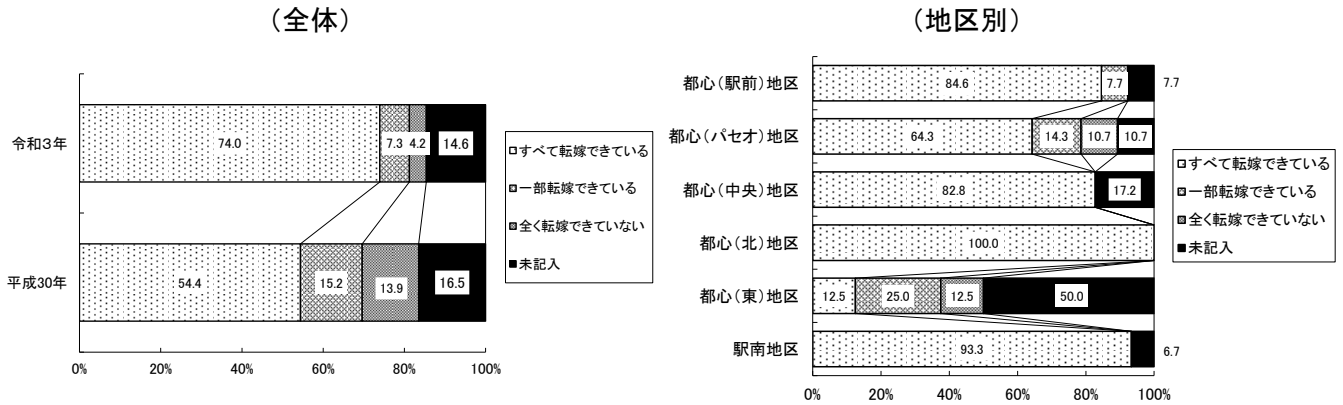 （全体）
令和3年
74.0
7.3
4.2
14.6
平成30年
54.4
15.2
13.9
16.5
0%
20%
40%
60%
80%
100%
すべて転嫁できている
一部転嫁できている
全く転嫁できていない
未記入
（地区別）
都心（駅前）地区
84.6
7.7
7.7
都心（パセオ）地区
64.3
14.3
10.7
10.7
都心（中央）地区
82.8
17.2
都心（北）地区
100.0
都心（東）地区
12.5
25.0
12.5
50.0
駅南地区
93.3
6.7
0%
20%
40%
60%
80%
100%
すべて転嫁できている
一部転嫁できている
全く転嫁できていない
未記入